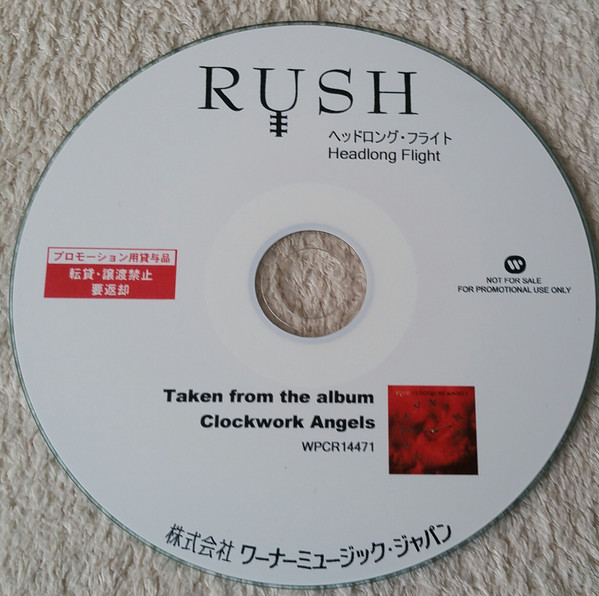 RUSH
ヘッドロング・フライト
Headlong Flight
プロモーション用貸与品
転貸・譲渡禁止
要返却
NOT FOR SALE
FOR PROMOTIONAL USE ONLY
Taken from the album
Clockwork Angels
WPCR14471
RUSH CLOCKWORK ANGELS
株式会社 ワーナーミュージック・ジャパン